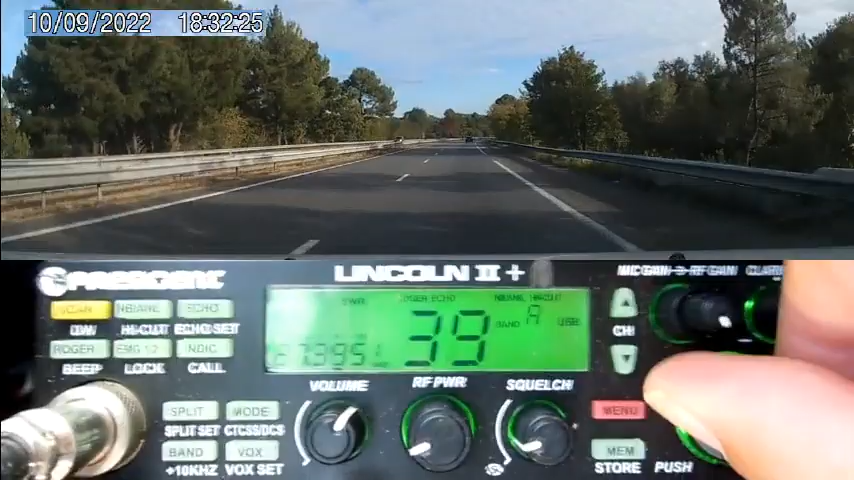 10/09/2022 18:32:25
PRESIDENT LINCOLN II + MIC GAIN RF GAIN CLARI
SCAN NB/ANL ECHO
DW HI-CUT ECHO SET
ROGER EMG 1/2 NDIC
BEEP LOCK CALL
SPLIT MODE
SPLIT SET CTCSS/DCS
BAND VOX
+10KHZ VOX SET
ROGER ECHO NB/ANL HI-CUT
39 BAND A USB
27.395
VOLUME RF PWR SQUELCH
CH
MENU
MEM
STORE PUSH